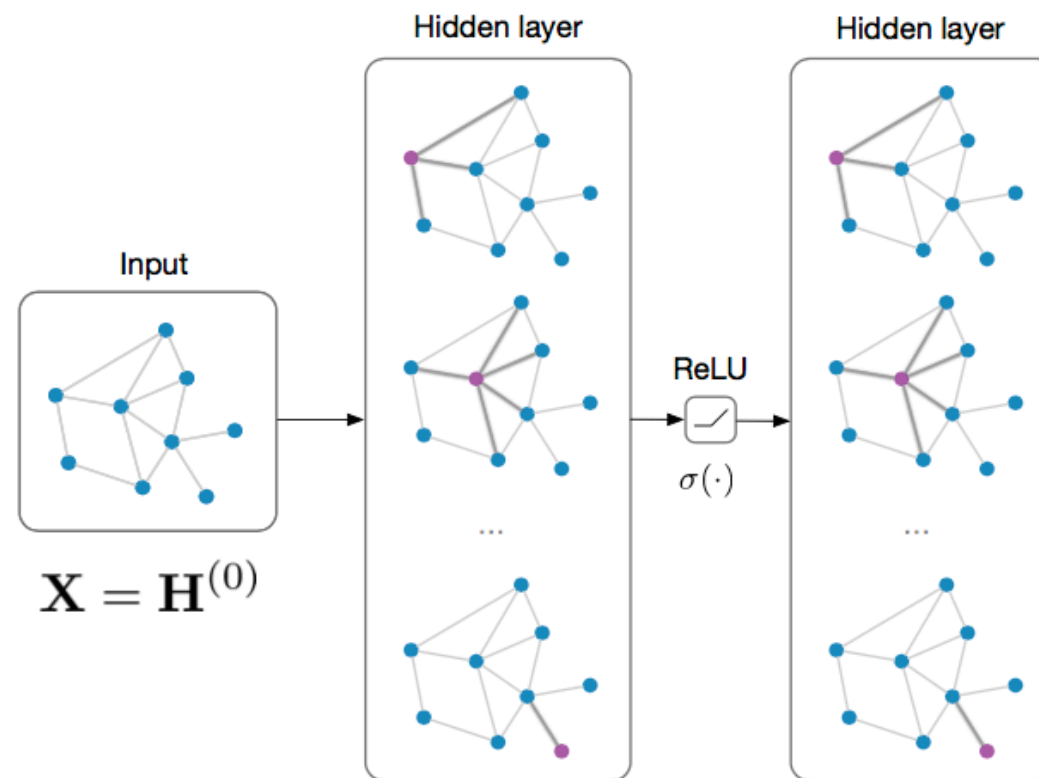 Hidden layer
Hidden layer
Input
ReLU
σ(·)
...
...
X = H^(0)